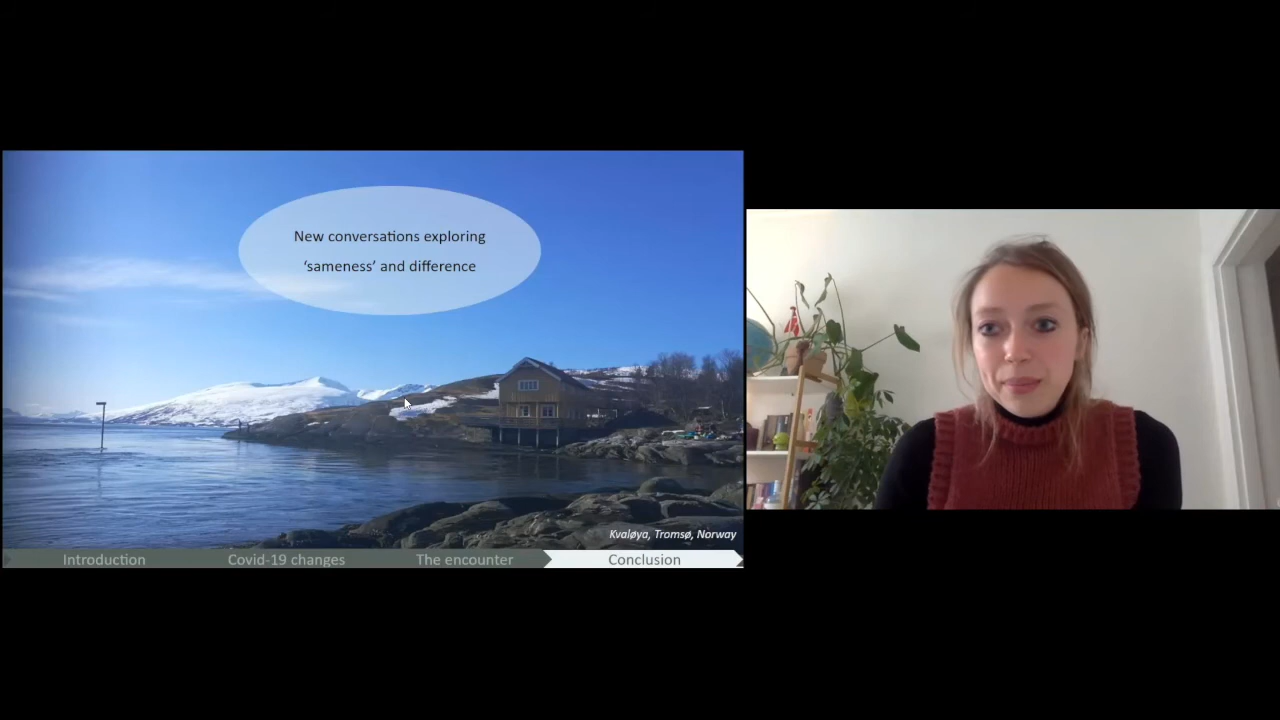 New conversations exploring
‘sameness’ and difference
Kvaløya, Tromsø, Norway
Introduction
Covid-19 changes
The encounter
Conclusion